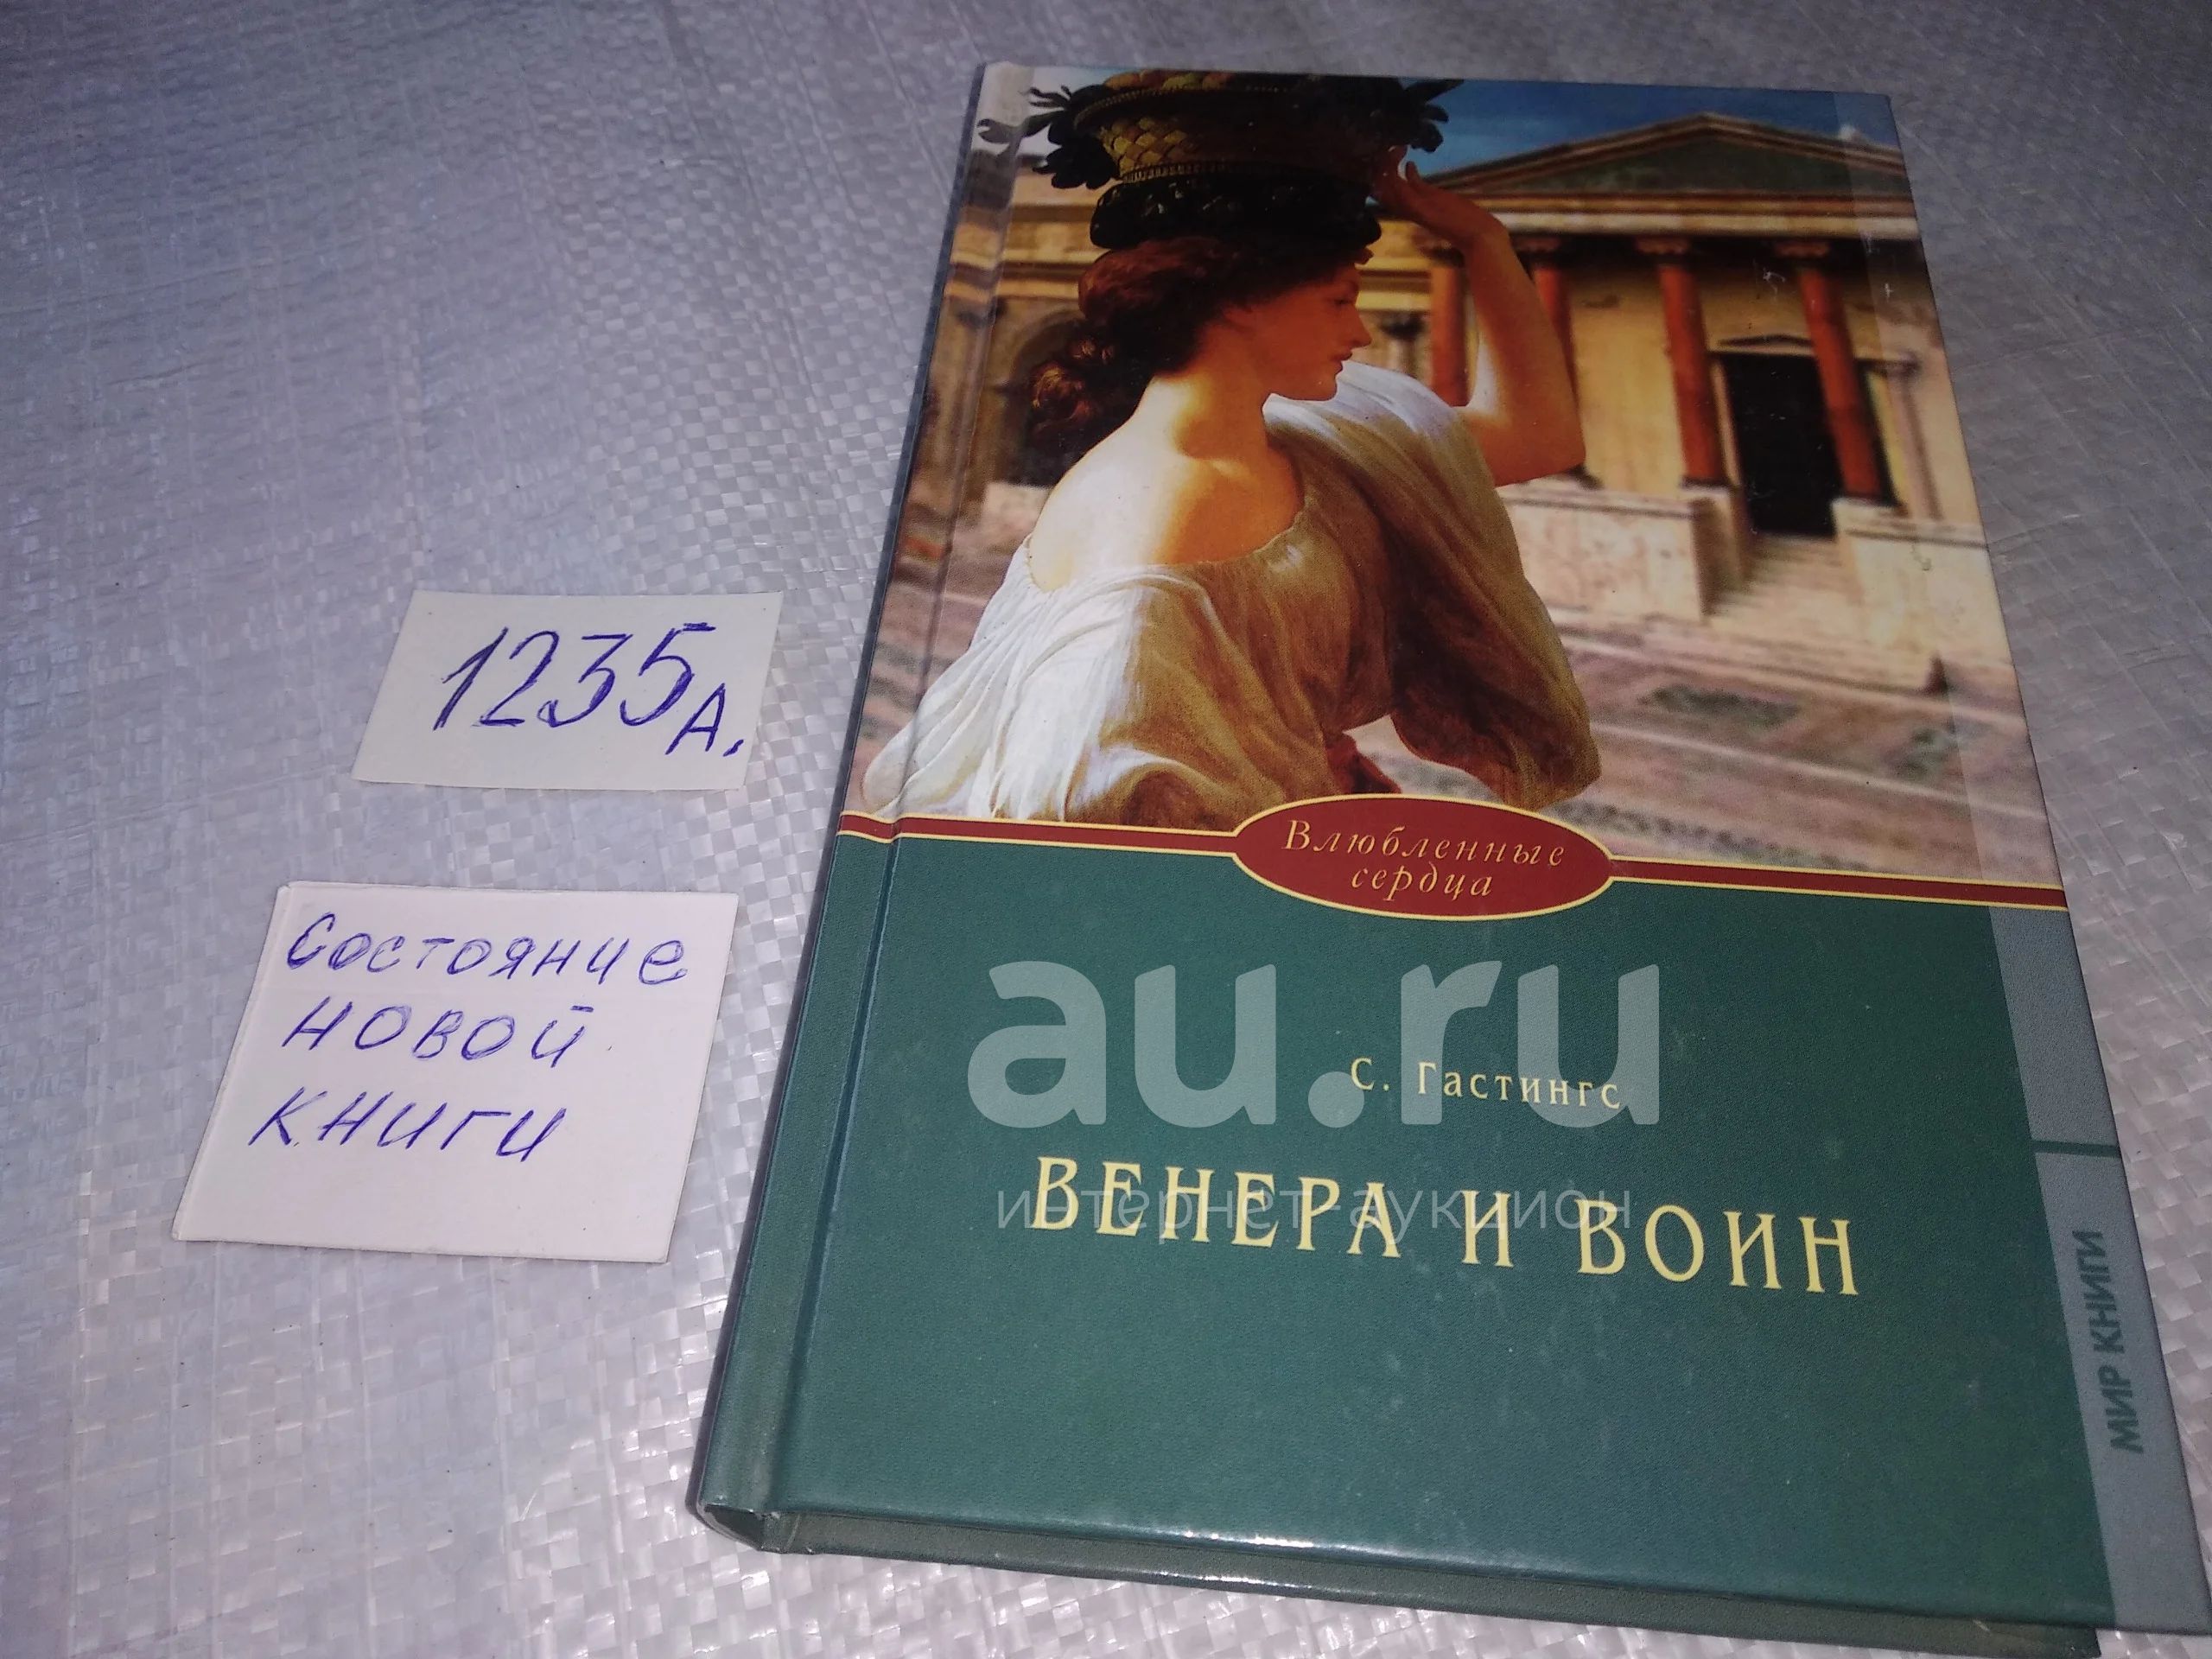 1235А.
Состояние
новой
книги
Влюбленные
сердца
au.ru
С. Гастингс
интернет-аукцион
ВЕНЕРА И ВОИН
МИР КНИГИ